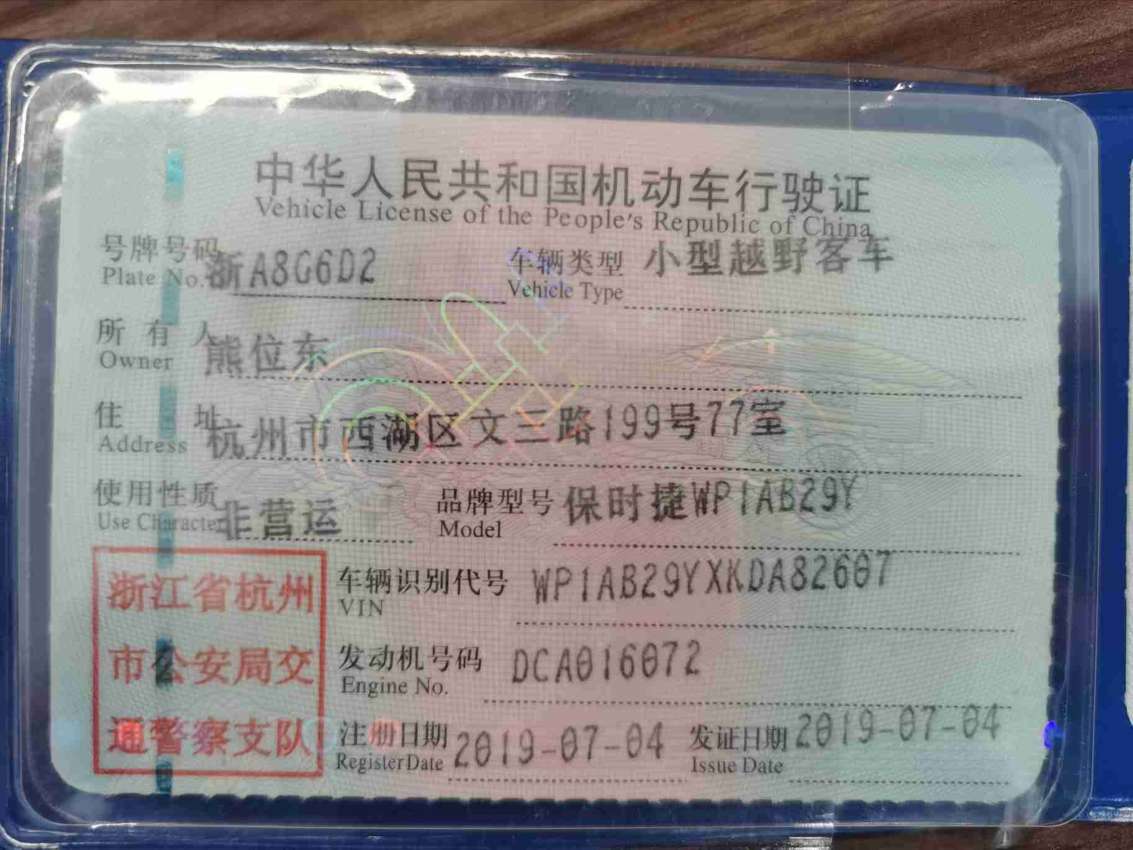 中华人民共和国机动车行驶证
Vehicle License of the People's Republic of China
号牌号码 浙A8G6D2 车辆类型 小型越野客车
Plate No. Vehicle Type
所有人 熊位东
Owner
住址 杭州市西湖区文三路199号77室
Address
使用性质 非营运 品牌型号 保时捷WP1AB29Y
Use Character Model
浙江省杭州
市公安局交
通警察支队
车辆识别代号 WP1AB29YXKDA82607
VIN
发动机号码 DCA016072
Engine No.
注册日期 2019-07-04 发证日期 2019-07-04
Register Date Issue Date